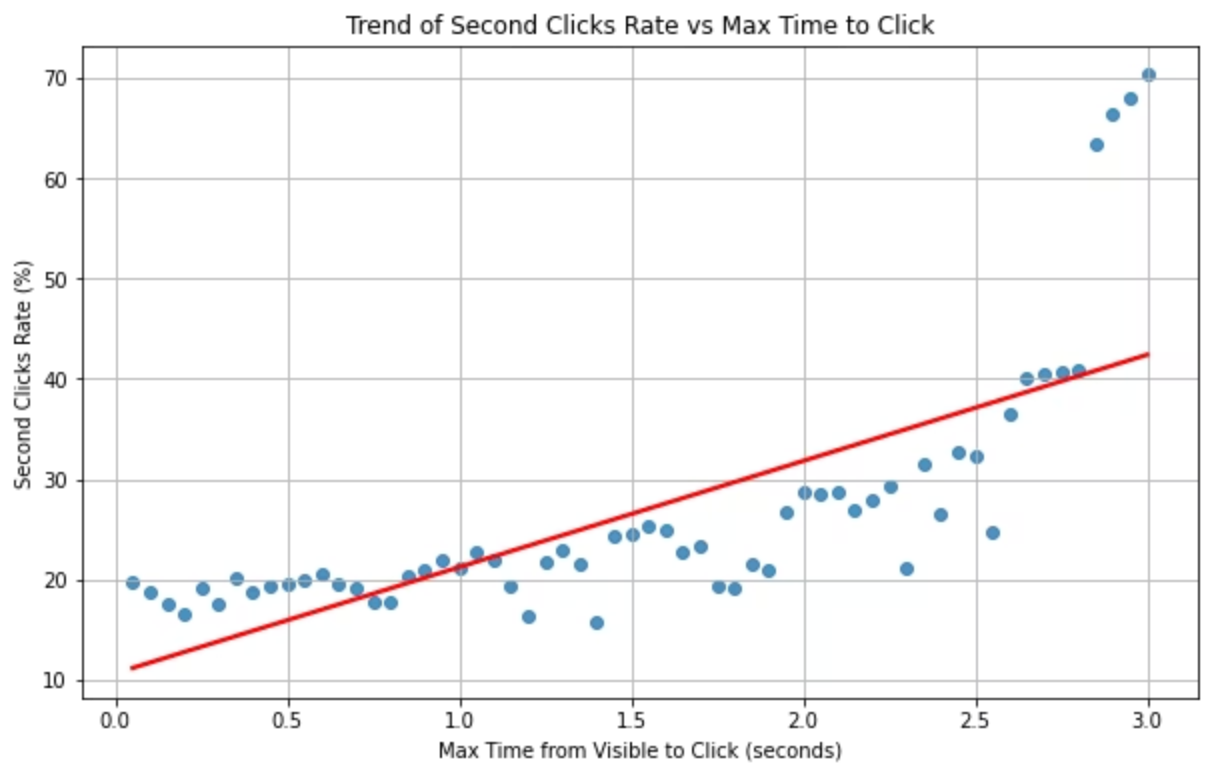 Trend of Second Clicks Rate vs Max Time to Click
Second Clicks Rate (%)
70
60
50
40
30
20
10
0.0 0.5 1.0 1.5 2.0 2.5 3.0
Max Time from Visible to Click (seconds)